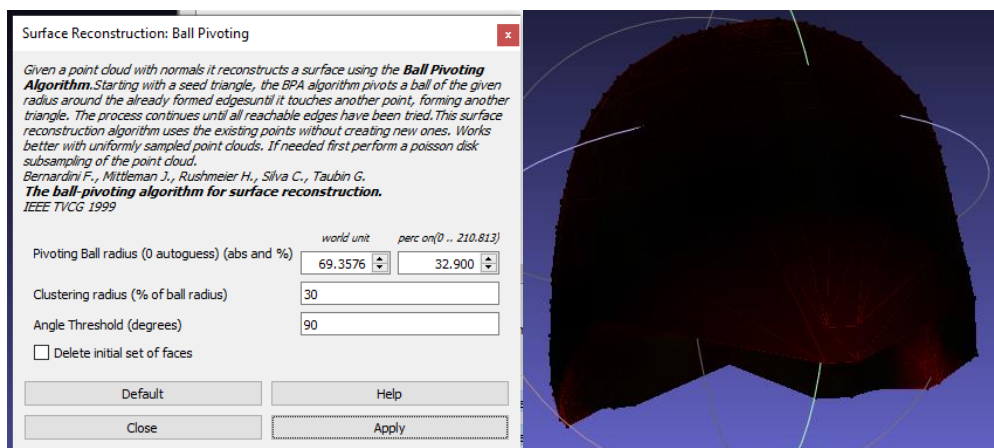 Surface Reconstruction: Ball Pivoting
x
Given a point cloud with normals it reconstructs a surface using the Ball Pivoting
Algorithm.Starting with a seed triangle, the BPA algorithm pivots a ball of the given
radius around the already formed edgesuntil it touches another point, forming another
triangle. The process continues until all reachable edges have been tried.This surface
reconstruction algorithm uses the existing points without creating new ones. Works
better with uniformly sampled point clouds. If needed first perform a poisson disk
subsampling of the point cloud.
Bernardini F., Mittleman J., Rushmeier H., Silva C., Taubin G.
The ball-pivoting algorithm for surface reconstruction.
IEEE TVCG 1999
world unit perc on(0 .. 210.813)
Pivoting Ball radius (0 autoguess) (abs and %) 69.3576 32.900
Clustering radius (% of ball radius) 30
Angle Threshold (degrees) 90
Delete initial set of faces
Default Help
Close Apply